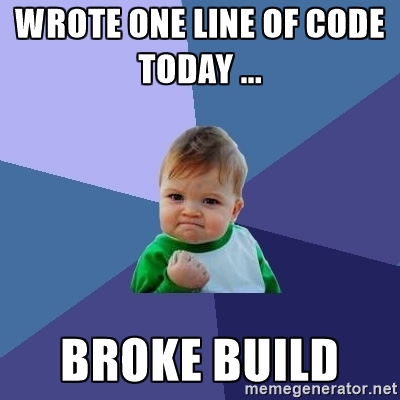 WROTE ONE LINE OF CODE
TODAY ...
BROKE BUILD
memegenerator.net